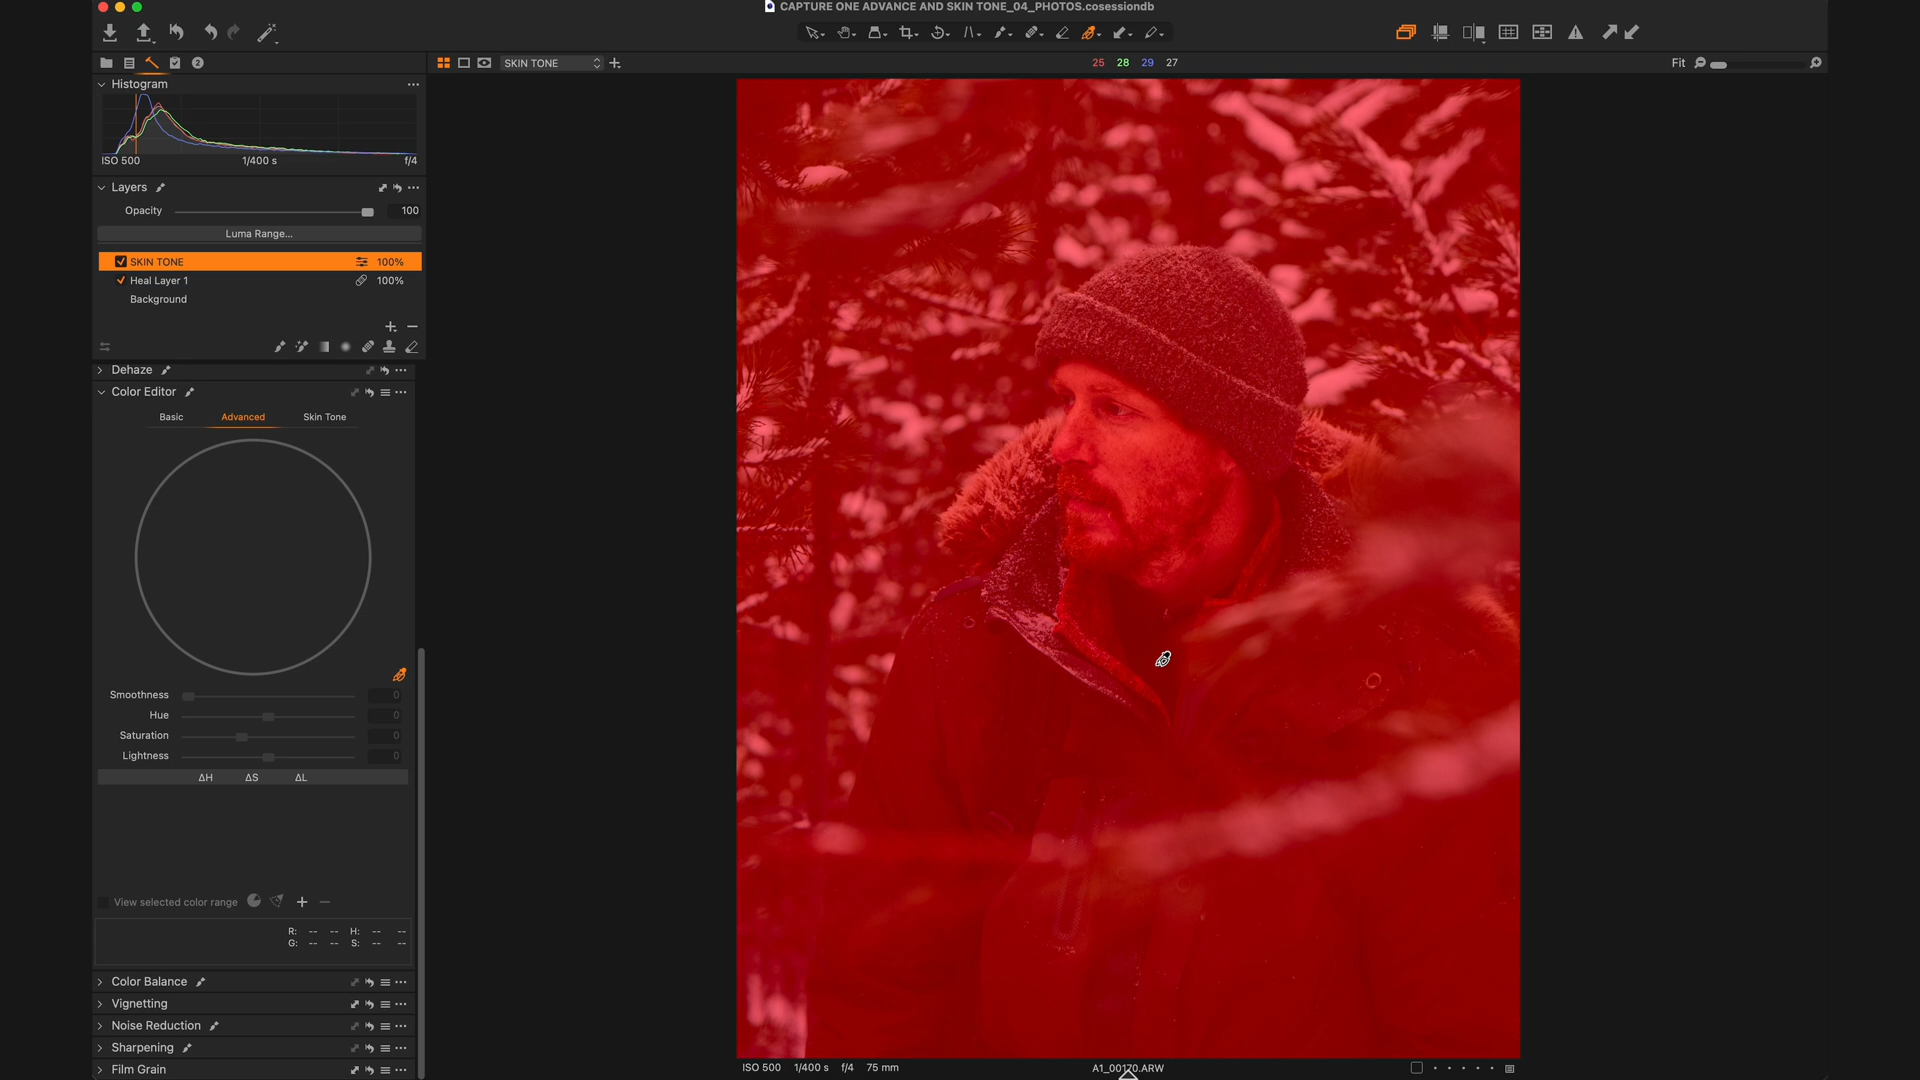 CAPTURE ONE ADVANCE AND SKIN TONE_04_PHOTOS.cosessiondb
2
SKIN TONE
25 28 29 27
Fit
Histogram
ISO 500 1/400 s f/4
Layers
Opacity 100
Luma Range...
SKIN TONE 100%
Heal Layer 1 100%
Background
Dehaze
Color Editor
Basic Advanced Skin Tone
Smoothness 0
Hue 0
Saturation 0
Lightness 0
ΔH ΔS ΔL
View selected color range
R: -- -- H: -- --
G: -- -- S: -- --
Color Balance
Vignetting
Noise Reduction
Sharpening
Film Grain
ISO 500 1/400 s f/4 75 mm A1_00170.ARW